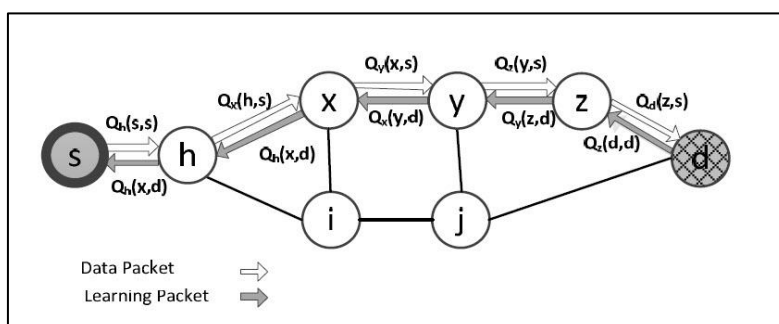 Qy(x,s)
Qz(y,s)
Qx(h,s)
x
y
z
Qd(z,s)
Qh(s,s)
Qx(y,d)
Qy(z,d)
Qz(d,d)
s
h
Qh(x,d)
d
Qh(x,d)
i
j
Data Packet
Learning Packet